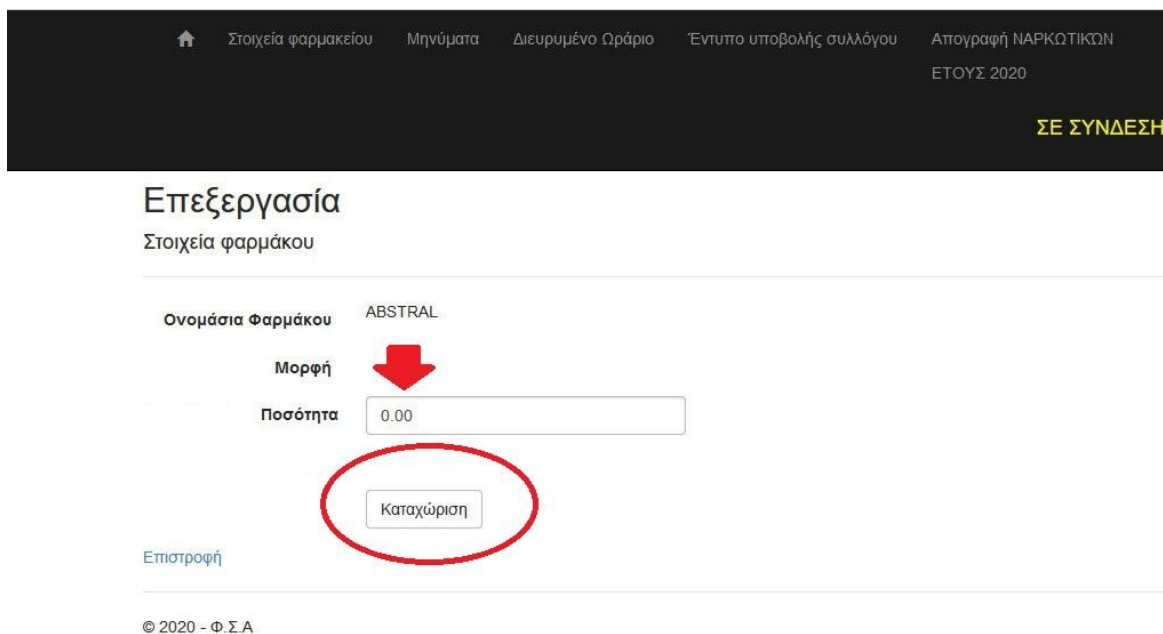 Στοιχεία φαρμακείου Μηνύματα Διευρυμένο Ωράριο Έντυπο υποβολής συλλόγου Απογραφή ΝΑΡΚΩΤΙΚΏΝ
ΕΤΟΥΣ 2020
ΣΕ ΣΥΝΔΕΣΗ
Επεξεργασία
Στοιχεία φαρμάκου
Ονομάσια Φαρμάκου ABSTRAL
Μορφή
Ποσότητα 0.00
Καταχώριση
Επιστροφή
© 2020 - Φ.Σ.Α